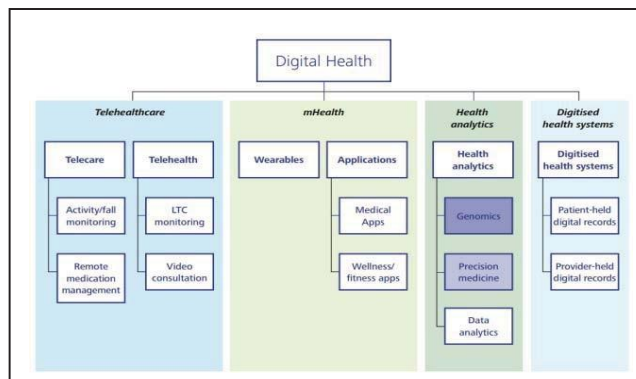 Digital Health
Telehealthcare
mHealth
Health
analytics
Digitised
health systems
Telecare
Telehealth
Wearables
Applications
Health
analytics
Digitised
health systems
Activity/fall
monitoring
LTC
monitoring
Medical
Apps
Genomics
Patient-held
digital records
Remote
medication
management
Video
consultation
Wellness/
fitness apps
Precision
medicine
Provider-held
digital records
Data
analytics